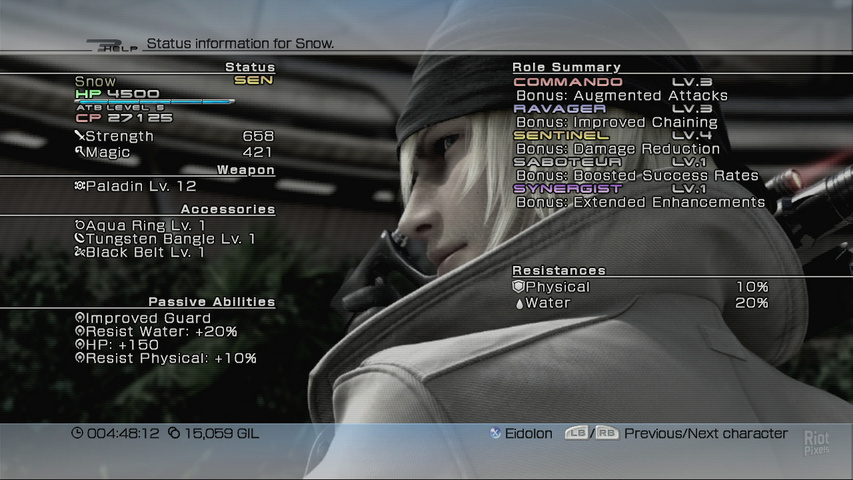 HELP Status information for Snow.
Status
Snow SEN
HP 4500
ATB LEVEL 5
CP 27125
Strength 658
Magic 421
Weapon
Paladin Lv. 12
Accessories
Aqua Ring Lv. 1
Tungsten Bangle Lv. 1
Black Belt Lv. 1
Passive Abilities
Improved Guard
Resist Water: +20%
HP: +150
Resist Physical: +10%
Role Summary
COMMANDO LV.3
Bonus: Augmented Attacks
RAVAGER LV.3
Bonus: Improved Chaining
SENTINEL LV.4
Bonus: Damage Reduction
SABOTEUR LV.1
Bonus: Boosted Success Rates
SYNERGIST LV.1
Bonus: Extended Enhancements
Resistances
Physical 10%
Water 20%
004:48:12 15,059 GIL
Eidolon LB/RB Previous/Next character
Riot
Pixels